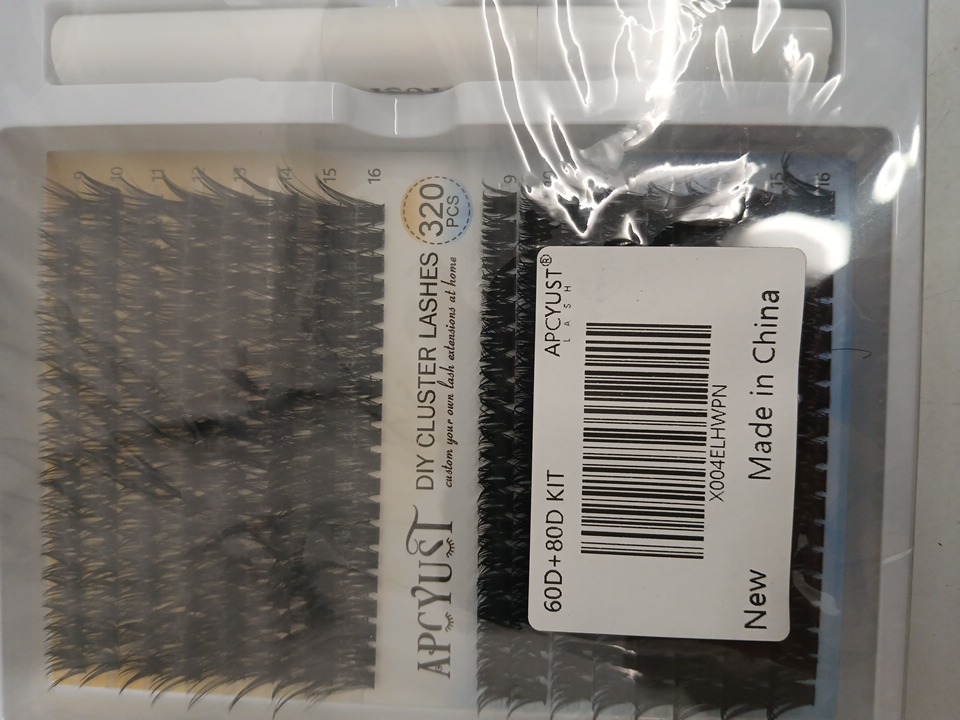 9
10
11
12
13
14
15
16
APCYUST DIY CLUSTER LASHES
custom your own lash extensions at home
320
PCS
9
10
15
16
APCYUST®
LASH
60D+80D KIT
X004ELHWPN
New
Made in China